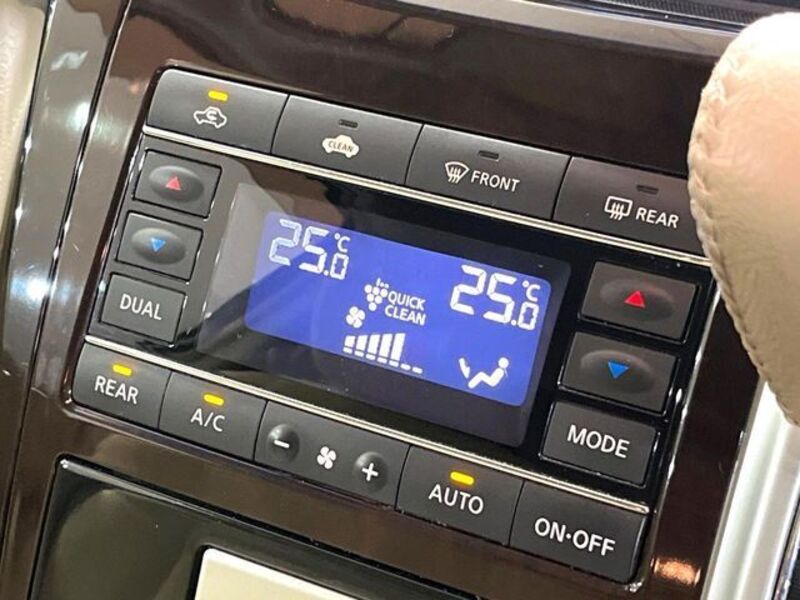 CLEAN
FRONT
REAR
25.0°C
QUICK
CLEAN
25.0°C
DUAL
REAR
A/C
-
+
AUTO
MODE
ON·OFF